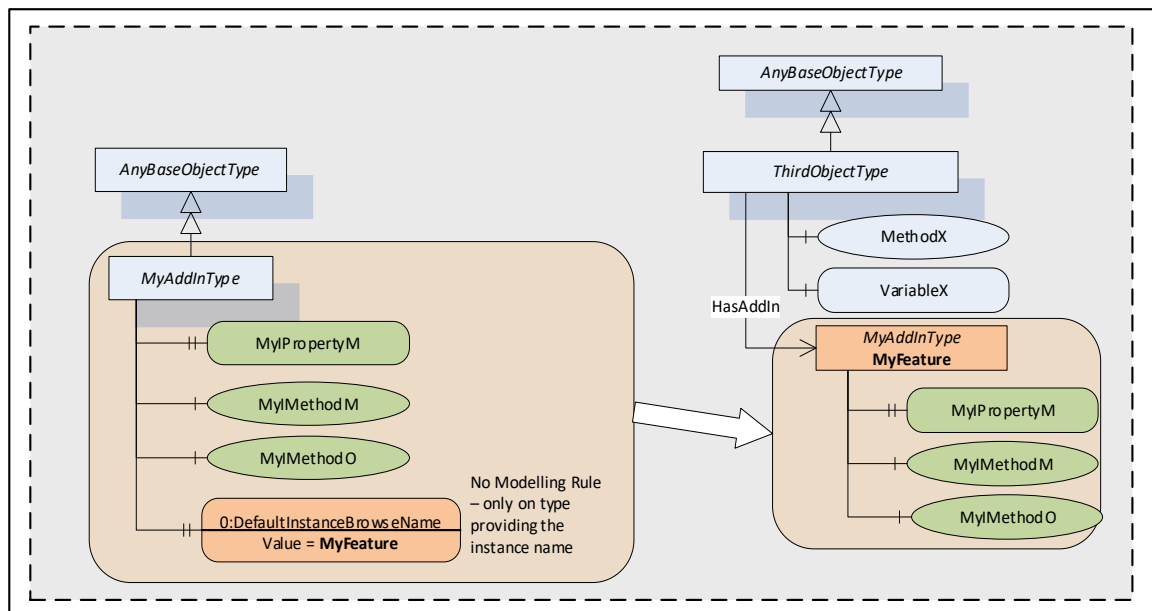 AnyBaseObjectType
MyAddInType
MyIPropertyM
MyIMethodM
MyIMethodO
0:DefaultInstanceBrowseName
Value = MyFeature
No Modelling Rule
– only on type
providing the
instance name
AnyBaseObjectType
ThirdObjectType
MethodX
VariableX
HasAddIn
MyAddInType
MyFeature
MyIPropertyM
MyIMethodM
MyIMethodO